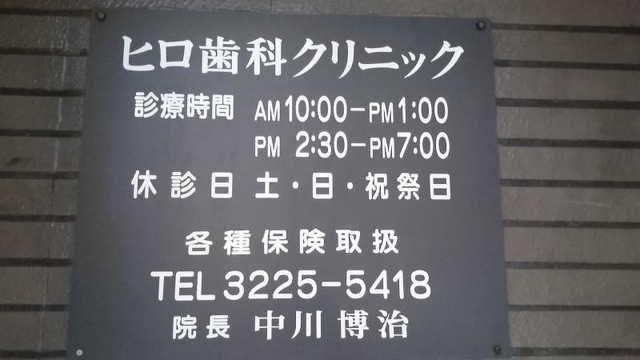 ヒロ歯科クリニック
診療時間 AM10:00-PM1:00
PM 2:30-PM7:00
休診日 土・日・祝祭日
各種保険取扱
TEL3225-5418
院長 中川博治